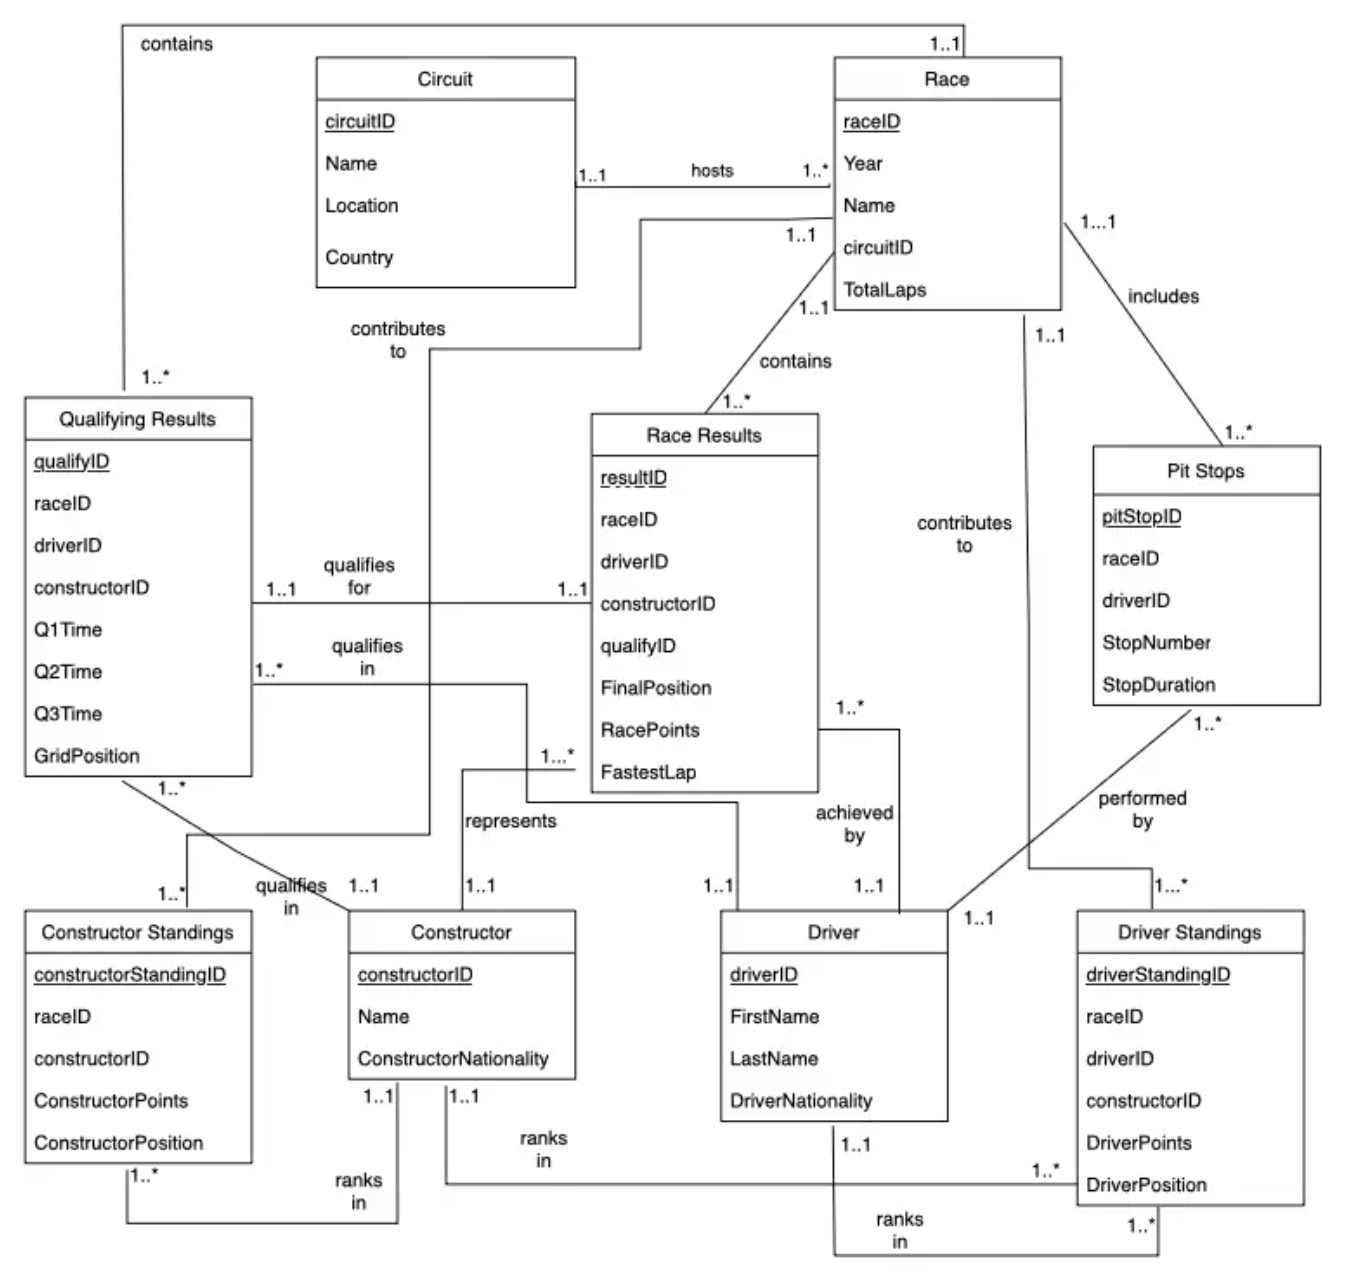 contains
1..1
Circuit
circuitID
Name
Location
Country
Race
raceID
Year
Name
circuitID
TotalLaps
1..1
hosts
1..*
1..1
1...1
includes
1..1
contains
1..*
contributes
to
1..1
1..*
1..*
Qualifying Results
qualifyID
raceID
driverID
constructorID
Q1Time
Q2Time
Q3Time
GridPosition
Race Results
resultID
raceID
driverID
constructorID
qualifyID
FinalPosition
RacePoints
FastestLap
Pit Stops
pitStopID
raceID
driverID
StopNumber
StopDuration
contributes
to
qualifies
for
1..1
1..1
qualifies
in
1..*
1..*
1...*
1..*
1..*
represents
achieved
by
performed
by
1..*
qualifies
in
1..1
1..1
1..1
1..1
1..1
1...*
Constructor Standings
constructorStandingID
raceID
constructorID
ConstructorPoints
ConstructorPosition
Constructor
constructorID
Name
ConstructorNationality
Driver
driverID
FirstName
LastName
DriverNationality
Driver Standings
driverStandingID
raceID
driverID
constructorID
DriverPoints
DriverPosition
1..1
1..1
1..1
ranks
in
1..*
1..*
ranks
in
ranks
in
1..*